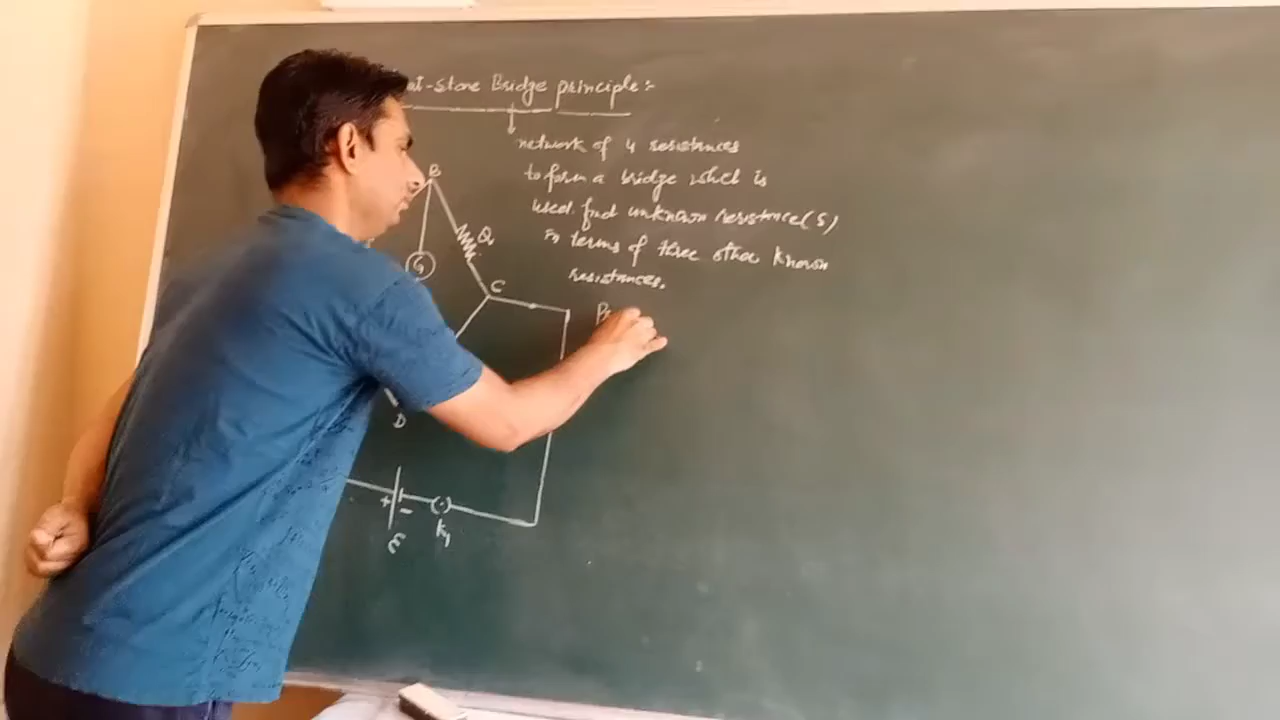 at-stone Bridge principle :-
network of 4 resistances
to form a bridge which is
used. find unknown resistance (S)
in terms of three other known
resistances.
B
Q
G
C
D
+
-
K1
ε